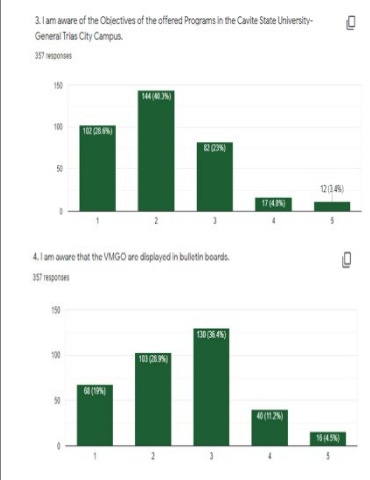 3. I am aware of the Objectives of the offered Programs in the Cavite State University-
General Trias City Campus.
357 responses
150
144 (40.3%)
100
102 (28.6%)
82 (23%)
50
17 (4.8%)
12 (3.4%)
0
1 2 3 4 5
4. I am aware that the VMGO are displayed in bulletin boards.
357 responses
150
130 (36.4%)
100
103 (28.9%)
68 (19%)
50
40 (11.2%)
16 (4.5%)
0
1 2 3 4 5